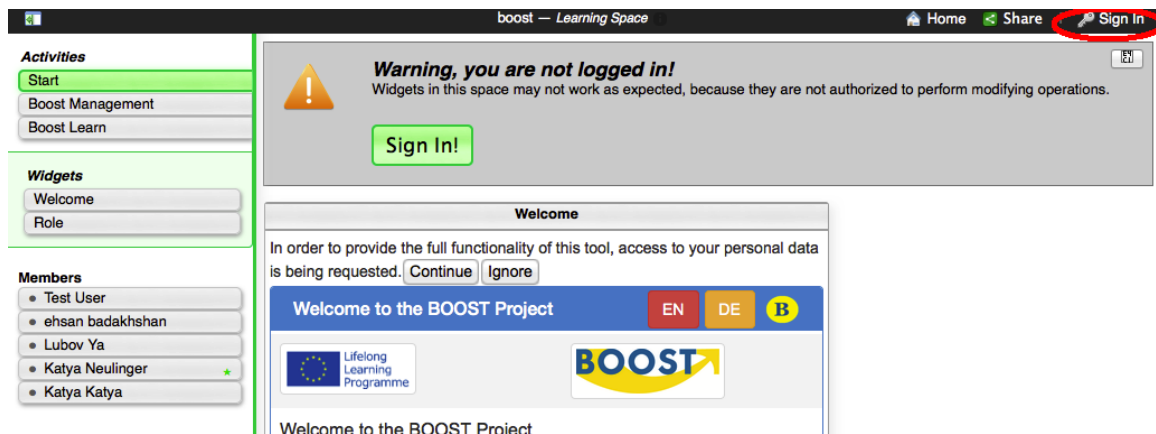 boost — Learning Space
Home
Share
Sign In
Activities
Start
Boost Management
Boost Learn
Widgets
Welcome
Role
Members
Test User
ehsan badakhshan
Lubov Ya
Katya Neulinger
Katya Katya
Warning, you are not logged in!
Widgets in this space may not work as expected, because they are not authorized to perform modifying operations.
Sign In!
Welcome
In order to provide the full functionality of this tool, access to your personal data
is being requested. Continue Ignore
Welcome to the BOOST Project EN DE B
Lifelong
Learning
Programme
BOOST
Welcome to the BOOST Project